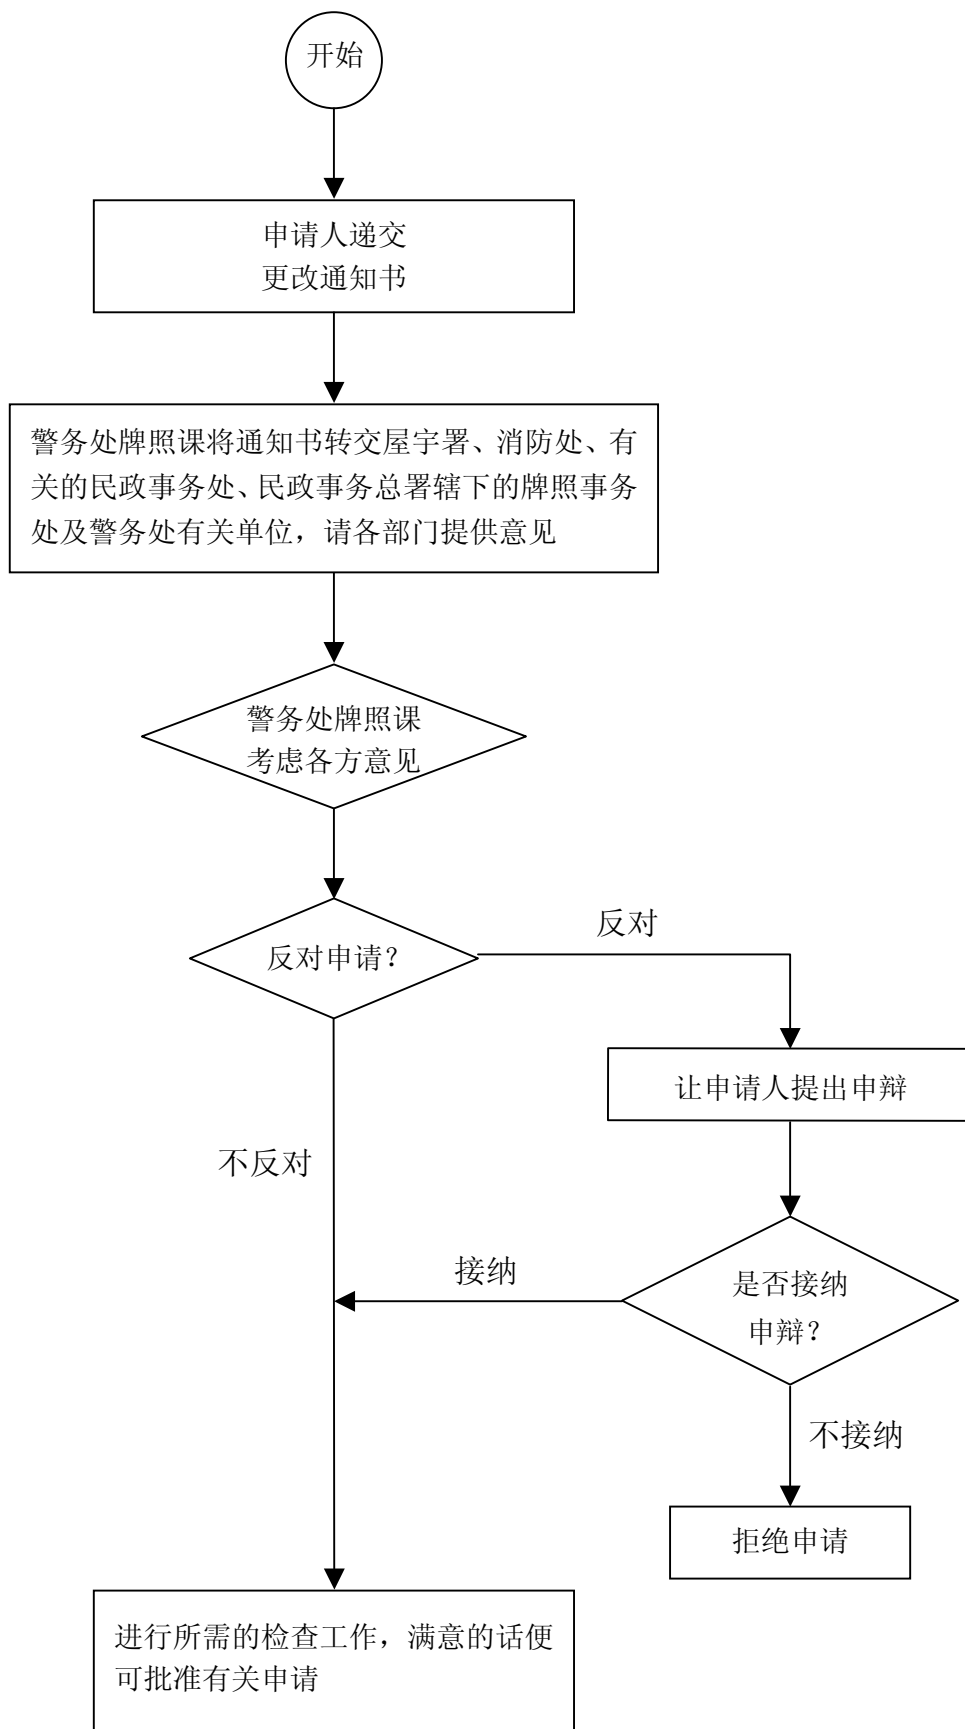 开始
申请人递交
更改通知书
警务处牌照课将通知书转交屋宇署、消防处、有
关的民政事务处、民政事务总署辖下的牌照事务
处及警务处有关单位，请各部门提供意见
警务处牌照课
考虑各方意见
反对申请？
反对
让申请人提出申辩
不反对
接纳
是否接纳
申辩？
不接纳
拒绝申请
进行所需的检查工作，满意的话便
可批准有关申请